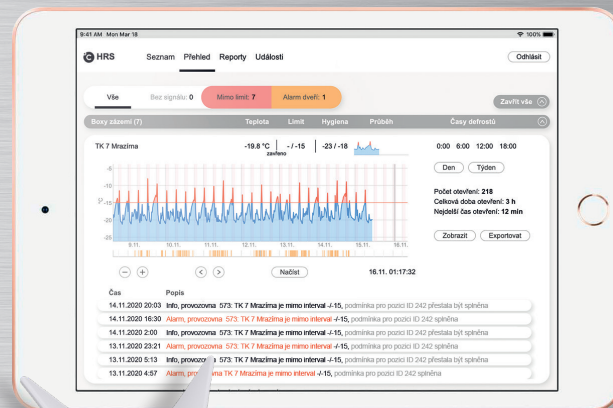 9:41 AM Mon Mar 18 100%
HRS Seznam Přehled Reporty Události Odhlásit
Vše Bez signálu: 0 Mimo limit: 7 Alarm dveří: 1 Zavřít vše
Boxy zázemí (7) Teplota Limit Hygiena Průběh Časy defrostů
TK 7 Mrazírna -19.8 °C - / -15 -23 / -18 0:00 6:00 12:00 18:00
zavřeno
Den Týden
Počet otevření: 218
Celková doba otevření: 3 h
Nejdelší čas otevření: 12 min
Zobrazit Exportovat
-5
-10
°C -15
-20
-25
9.11. 10.11. 11.11. 12.11. 13.11. 14.11. 15.11. 16.11.
Načíst 16.11. 01:17:32
Čas Popis
14.11.2020 20:03 Info, provozovna 573: TK 7 Mrazírna je mimo interval -/-15, podmínka pro pozici ID 242 přestala být splněna
14.11.2020 16:30 Alarm, provozovna 573: TK 7 Mrazírna je mimo interval -/-15, podmínka pro pozici ID 242 splněna
14.11.2020 2:00 Info, provozovna 573: TK 7 Mrazírna je mimo interval -/-15, podmínka pro pozici ID 242 přestala být splněna
13.11.2020 23:21 Alarm, provozovna 573: TK 7 Mrazírna je mimo interval -/-15, podmínka pro pozici ID 242 splněna
13.11.2020 5:13 Info, provozovna 573: TK 7 Mrazírna je mimo interval -/-15, podmínka pro pozici ID 242 přestala být splněna
13.11.2020 4:57 Alarm, provozovna TK 7 Mrazírna je mimo interval -/-15, podmínka pro pozici ID 242 splněna